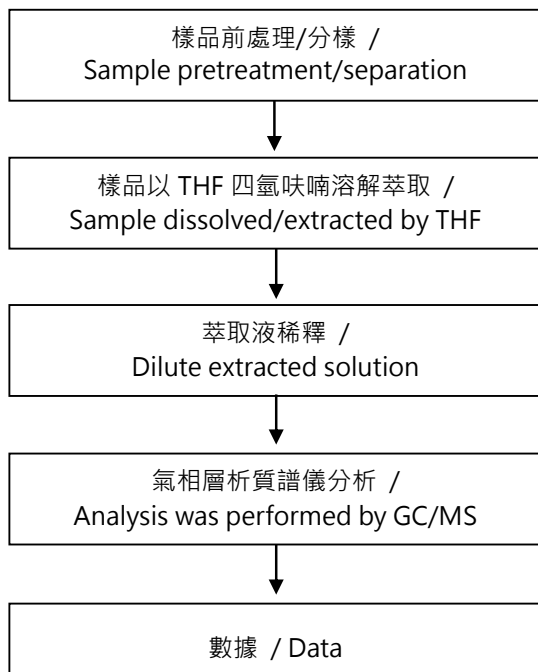 樣品前處理/分樣 /
Sample pretreatment/separation
樣品以 THF 四氫呋喃溶解萃取 /
Sample dissolved/extracted by THF
萃取液稀釋 /
Dilute extracted solution
氣相層析質譜儀分析 /
Analysis was performed by GC/MS
數據 / Data